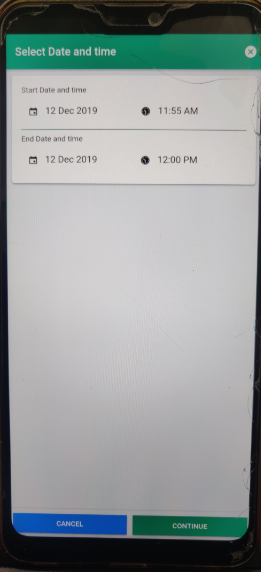 Select Date and time
Start Date and time
12 Dec 2019 11:55 AM
End Date and time
12 Dec 2019 12:00 PM
CANCEL CONTINUE